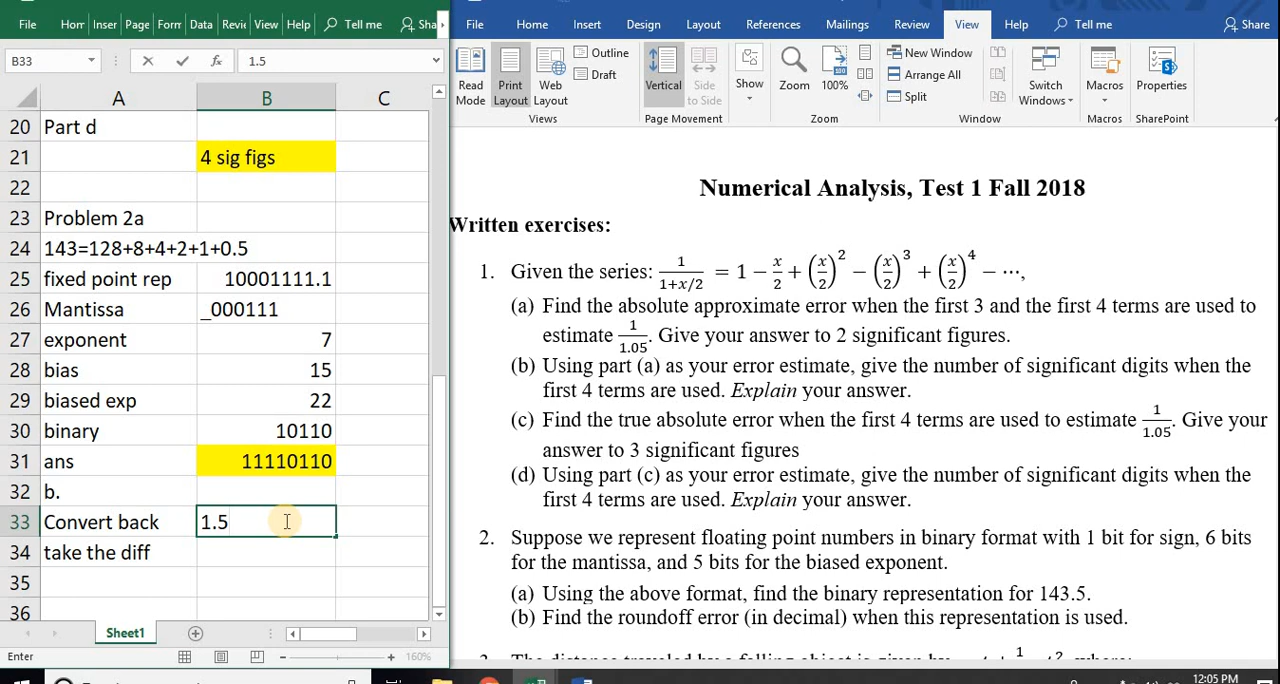 File Horr Inser Page Forr Data Revi View Help Tell me Sha
B33 fx 1.5
A B C
20 Part d
21 4 sig figs
22
23 Problem 2a
24 143=128+8+4+2+1+0.5
25 fixed point rep 10001111.1
26 Mantissa _000111
27 exponent 7
28 bias 15
29 biased exp 22
30 binary 10110
31 ans 11110110
32 b.
33 Convert back 1.5
34 take the diff
35
36
Sheet1
Enter 160%
File Home Insert Design Layout References Mailings Review View Help Tell me Share
Read Mode Print Layout Web Layout Outline Draft Vertical Side to Side Show Zoom 100% New Window Arrange All Split Switch Windows Macros Properties
Views Page Movement Zoom Window Macros SharePoint
Numerical Analysis, Test 1 Fall 2018
Written exercises:
1. Given the series: 1/(1+x/2) = 1 − x/2 + (x/2)^2 − (x/2)^3 + (x/2)^4 − ⋯,
(a) Find the absolute approximate error when the first 3 and the first 4 terms are used to
estimate 1/1.05. Give your answer to 2 significant figures.
(b) Using part (a) as your error estimate, give the number of significant digits when the
first 4 terms are used. Explain your answer.
(c) Find the true absolute error when the first 4 terms are used to estimate 1/1.05. Give your
answer to 3 significant figures
(d) Using part (c) as your error estimate, give the number of significant digits when the
first 4 terms are used. Explain your answer.
2. Suppose we represent floating point numbers in binary format with 1 bit for sign, 6 bits
for the mantissa, and 5 bits for the biased exponent.
(a) Using the above format, find the binary representation for 143.5.
(b) Find the roundoff error (in decimal) when this representation is used.
The distance traveled by a falling object is given by
12:05 PM